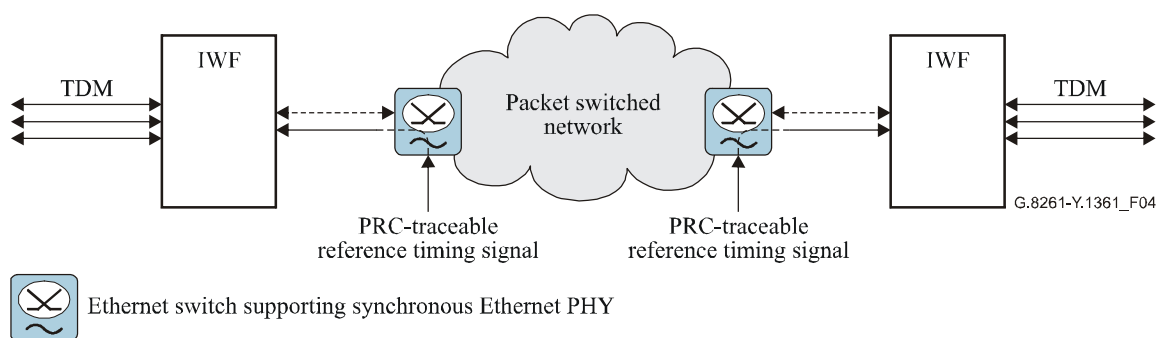 IWF
IWF
TDM
TDM
Packet switched
network
G.8261-Y.1361_F04
PRC-traceable
reference timing signal
PRC-traceable
reference timing signal
Ethernet switch supporting synchronous Ethernet PHY